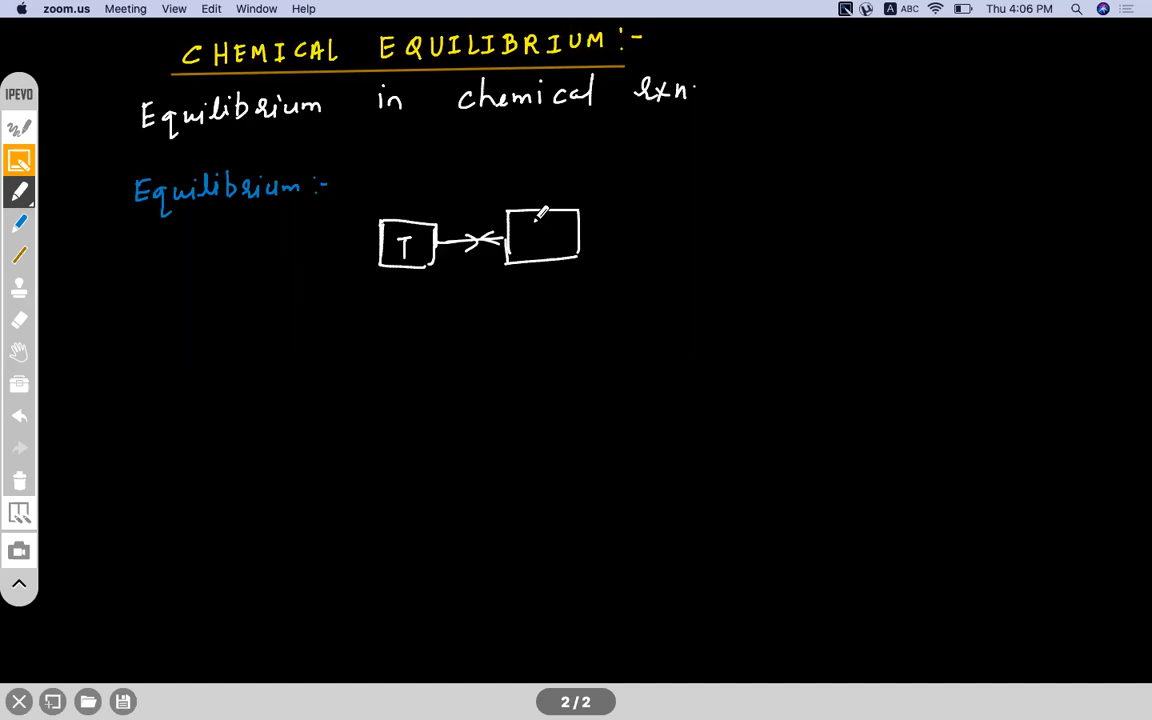 zoom.us Meeting View Edit Window Help A ABC Thu 4:06 PM
CHEMICAL EQUILIBRIUM :-
IPEVO
Equilibrium in chemical rxn.
Equilibrium :-
T
2/2